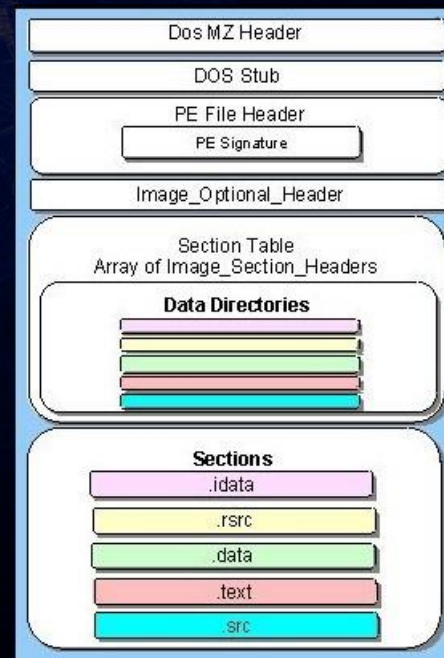 Dos MZ Header
DOS Stub
PE File Header
PE Signature
Image_Optional_Header
Section Table
Array of Image_Section_Headers
Data Directories
Sections
.idata
.rsrc
.data
.text
.src